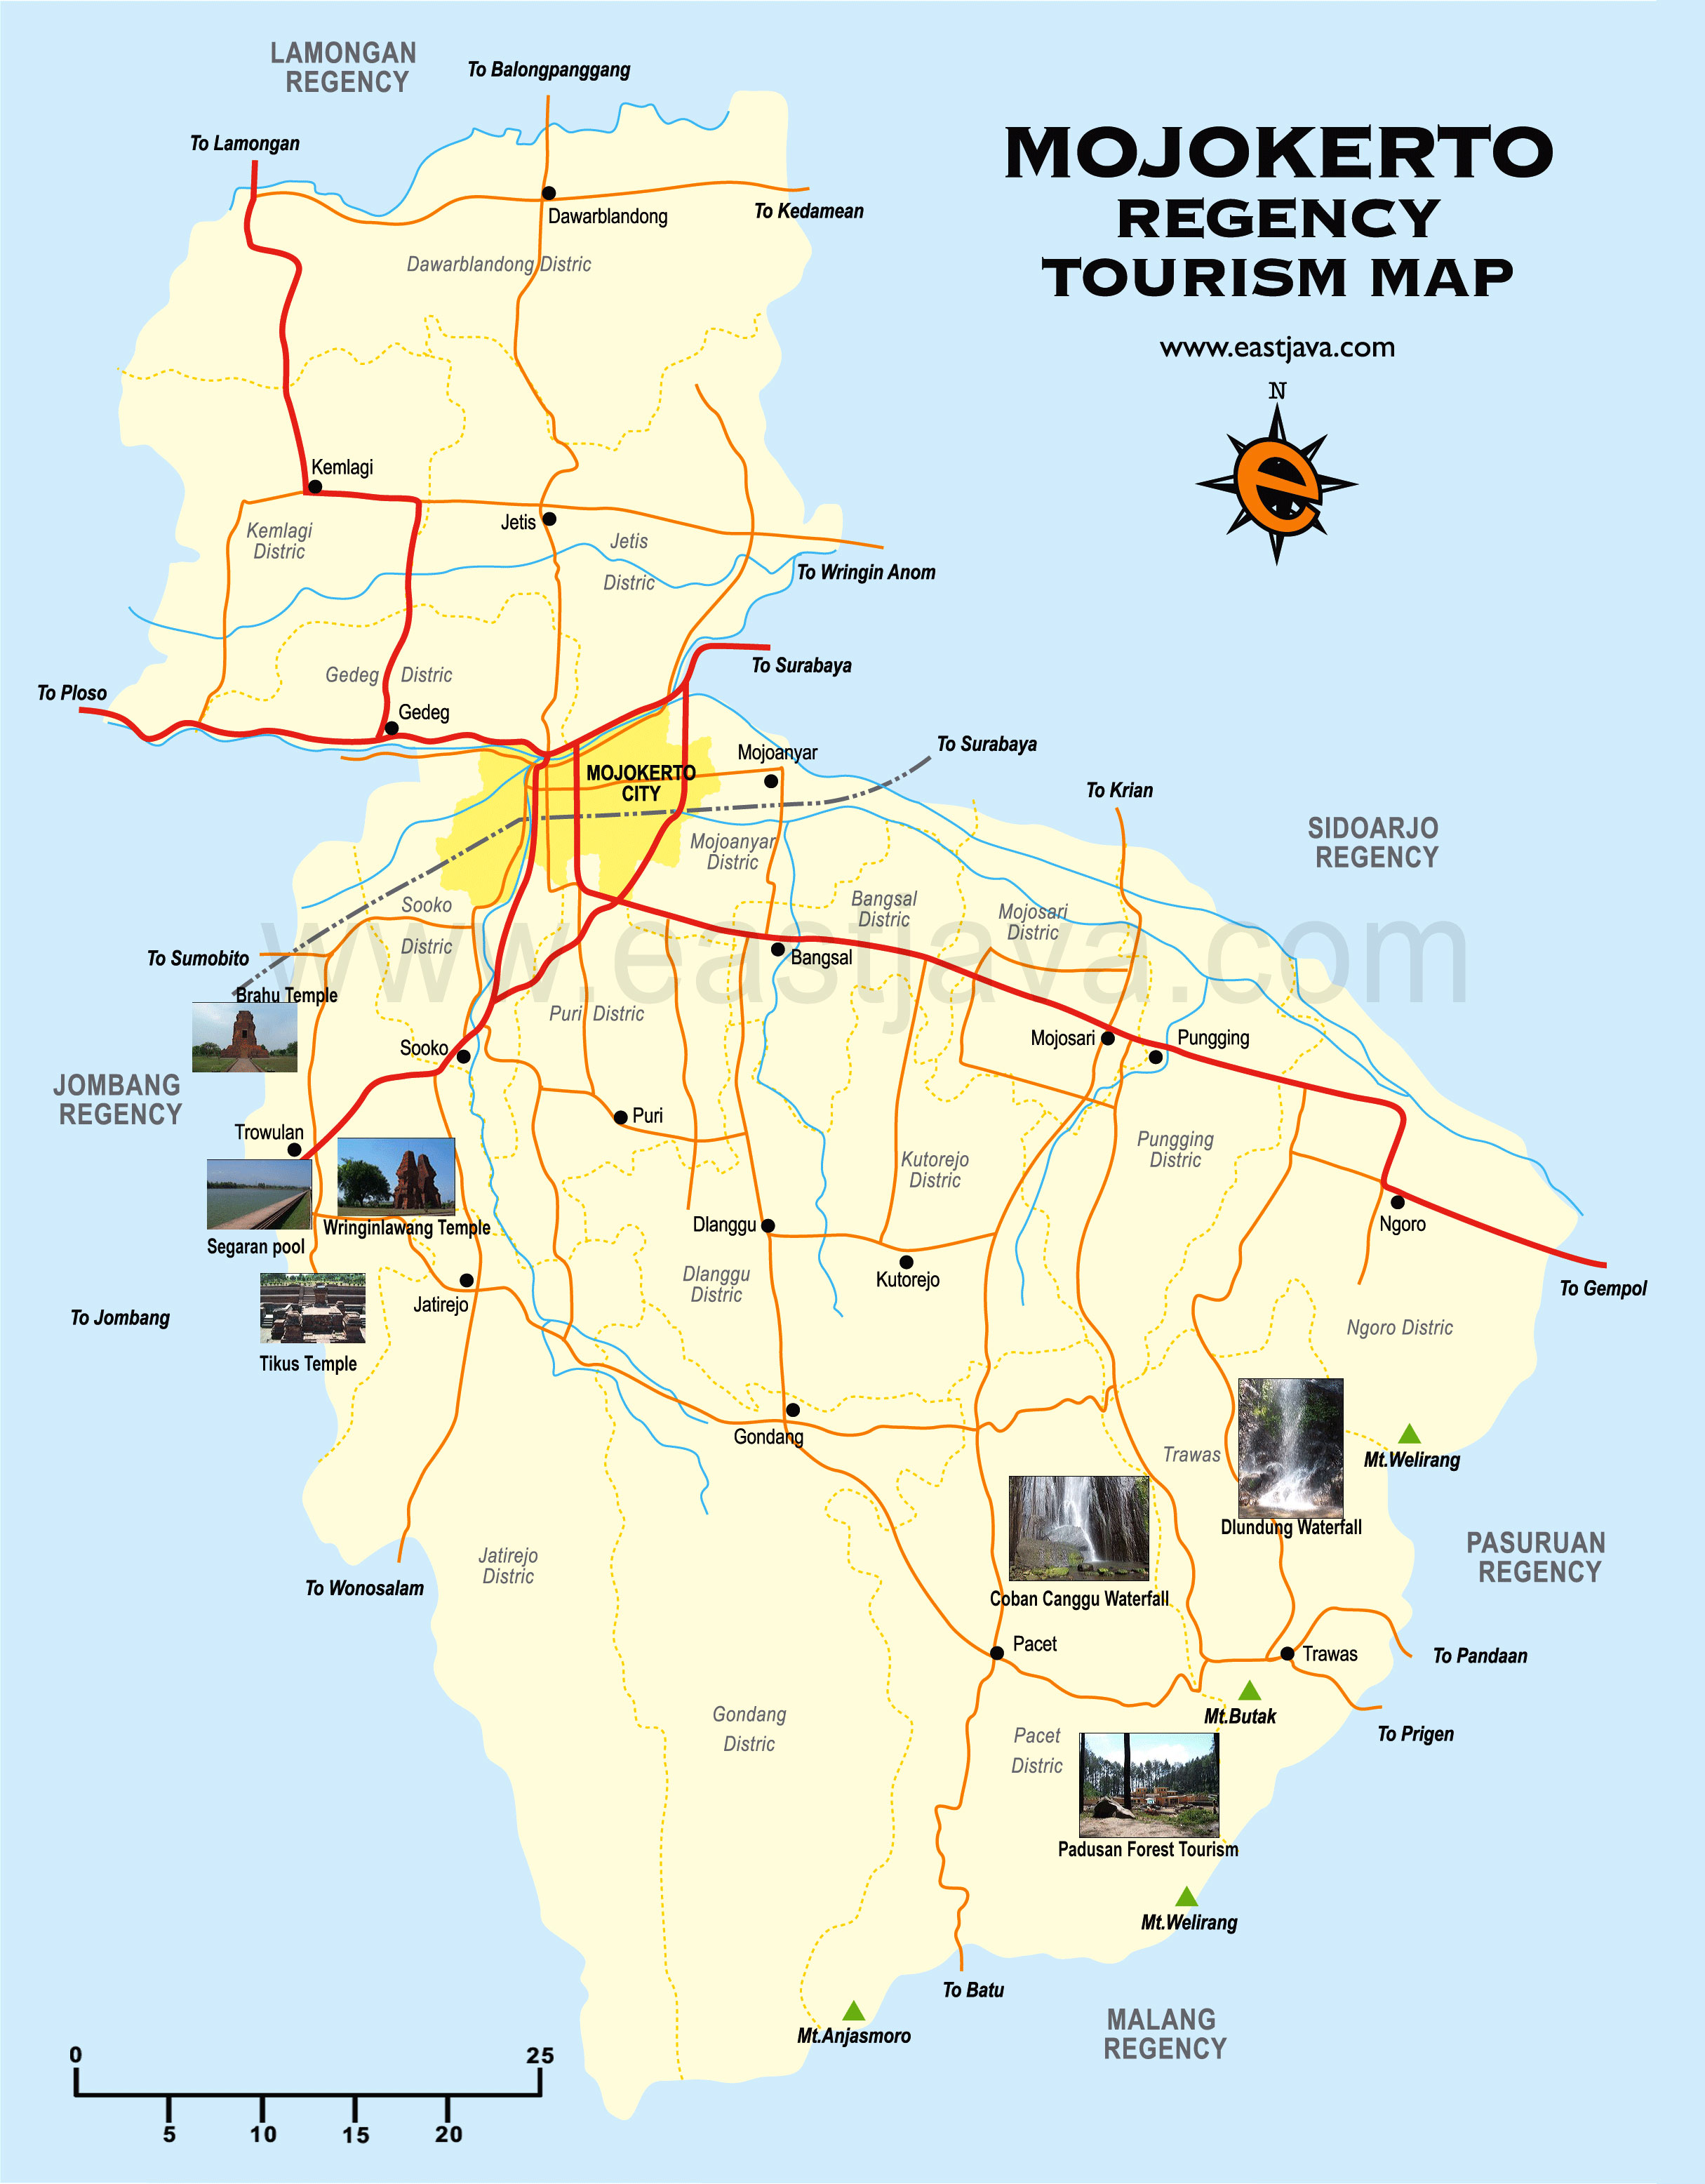 LAMONGAN
REGENCY
To Balongpanggang
To Lamongan
MOJOKERTO
REGENCY
TOURISM MAP
www.eastjava.com
N
e
Dawarblandong
To Kedamean
Dawarblandong Distric
Kemlagi
Kemlagi
Distric
Jetis
Jetis
Distric
To Wringin Anom
To Surabaya
Gedeg Distric
To Ploso
Gedeg
MOJOKERTO
CITY
Mojoanyar
To Surabaya
To Krian
SIDOARJO
REGENCY
Mojoanyar
Distric
Sooko
Distric
Bangsal
Distric
Mojosari
Distric
www.eastjava.com
To Sumobito
Bangsal
Brahu Temple
Puri Distric
Sooko
Mojosari
Pungging
JOMBANG
REGENCY
Trowulan
Puri
Pungging
Distric
Kutorejo
Distric
Wringinlawang Temple
Segaran pool
Dlanggu
Ngoro
Kutorejo
Dlanggu
Distric
Jatirejo
To Gempol
To Jombang
Ngoro Distric
Tikus Temple
Gondang
Trawas
Mt.Welirang
Dlundung Waterfall
PASURUAN
REGENCY
Jatirejo
Distric
To Wonosalam
Coban Canggu Waterfall
Pacet
Trawas
To Pandaan
Mt.Butak
To Prigen
Gondang
Distric
Pacet
Distric
Padusan Forest Tourism
Mt.Welirang
To Batu
MALANG
REGENCY
Mt.Anjasmoro
0
25
5
10
15
20